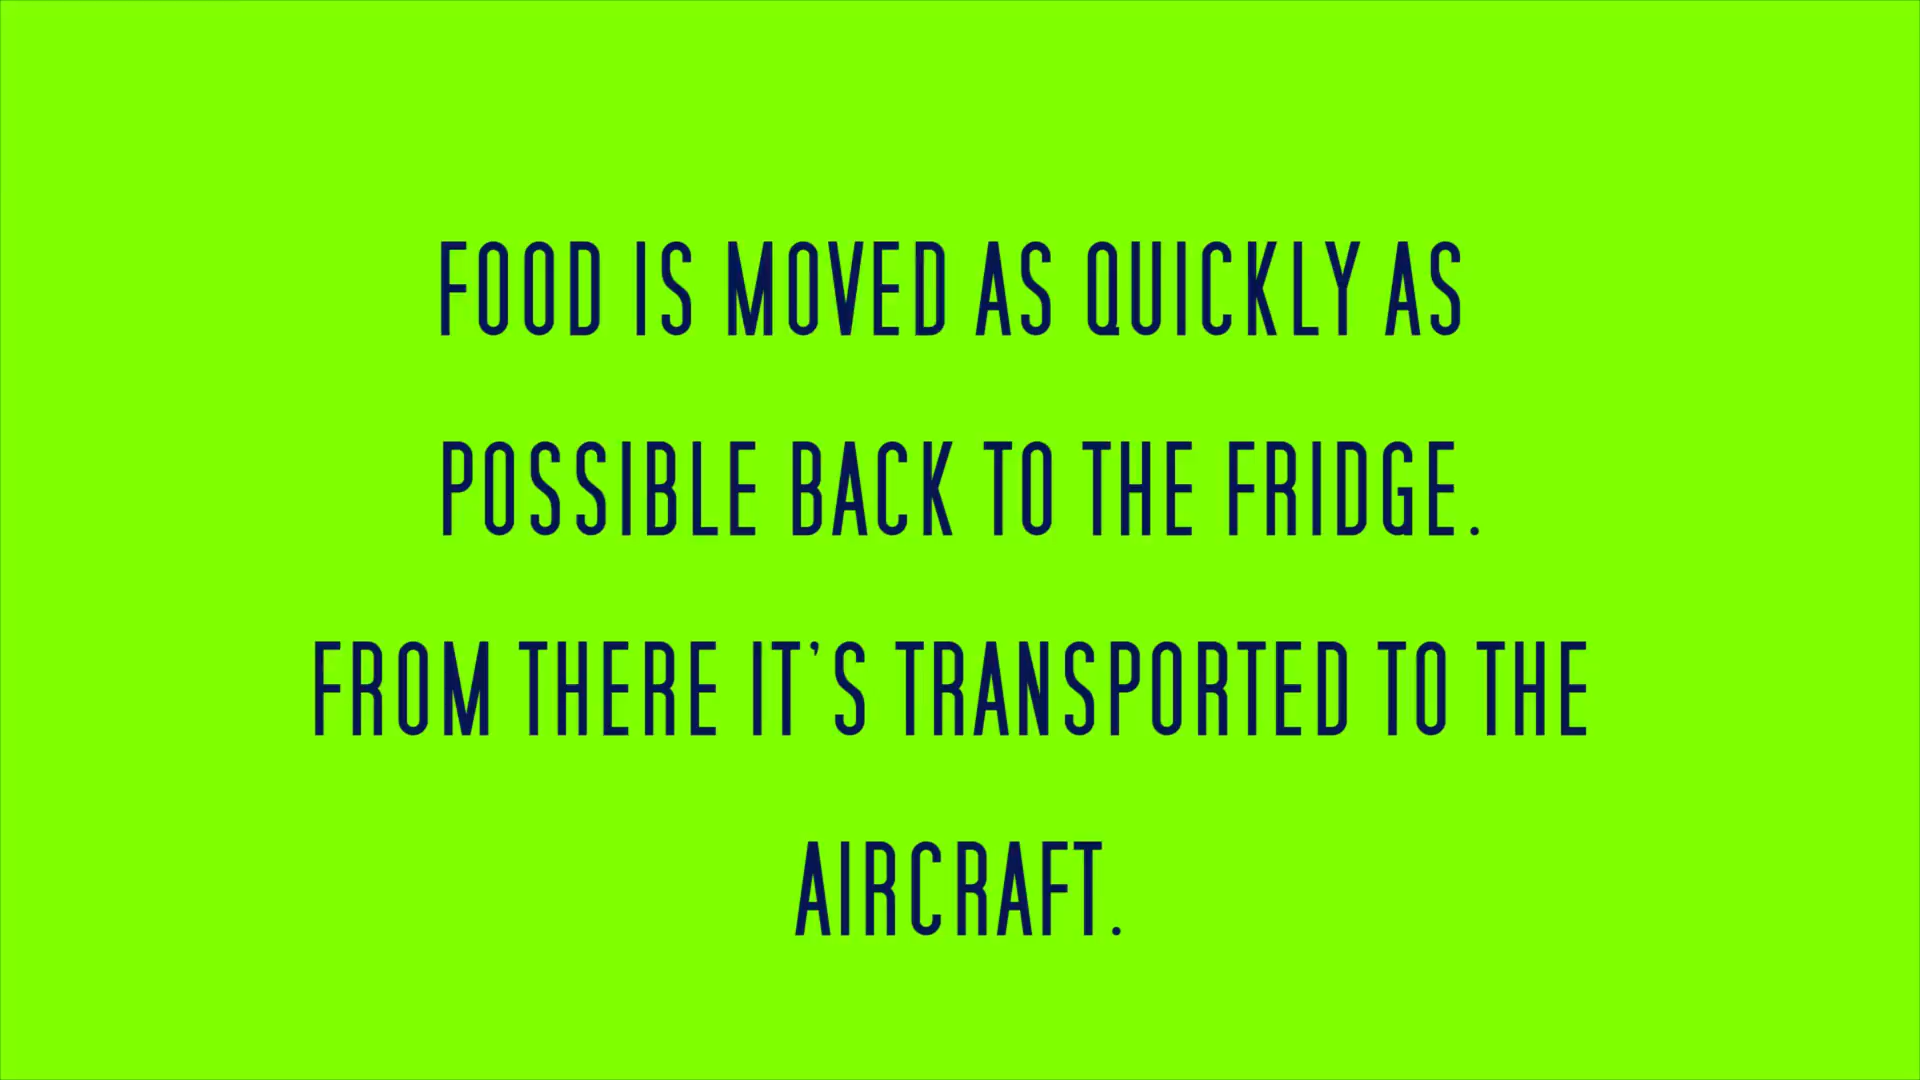 FOOD IS MOVED AS QUICKLY AS
POSSIBLE BACK TO THE FRIDGE.
FROM THERE IT'S TRANSPORTED TO THE
AIRCRAFT.